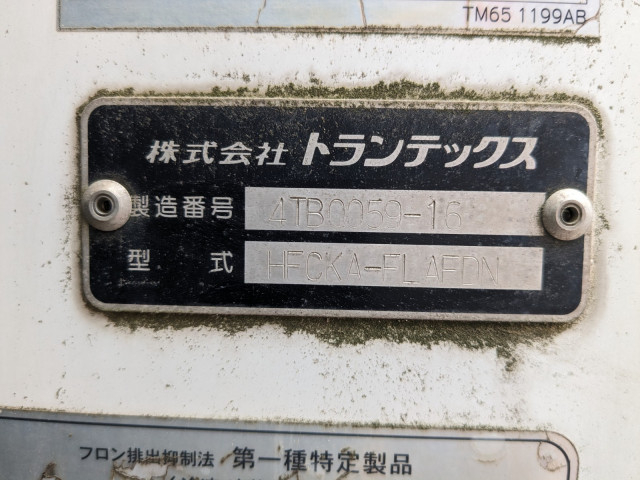 TM65 1199AB
株式会社 トランテックス
製造番号 4TB0059-16
型 式 HFCKA-FLAFDN
フロン排出抑制法 第一種特定製品